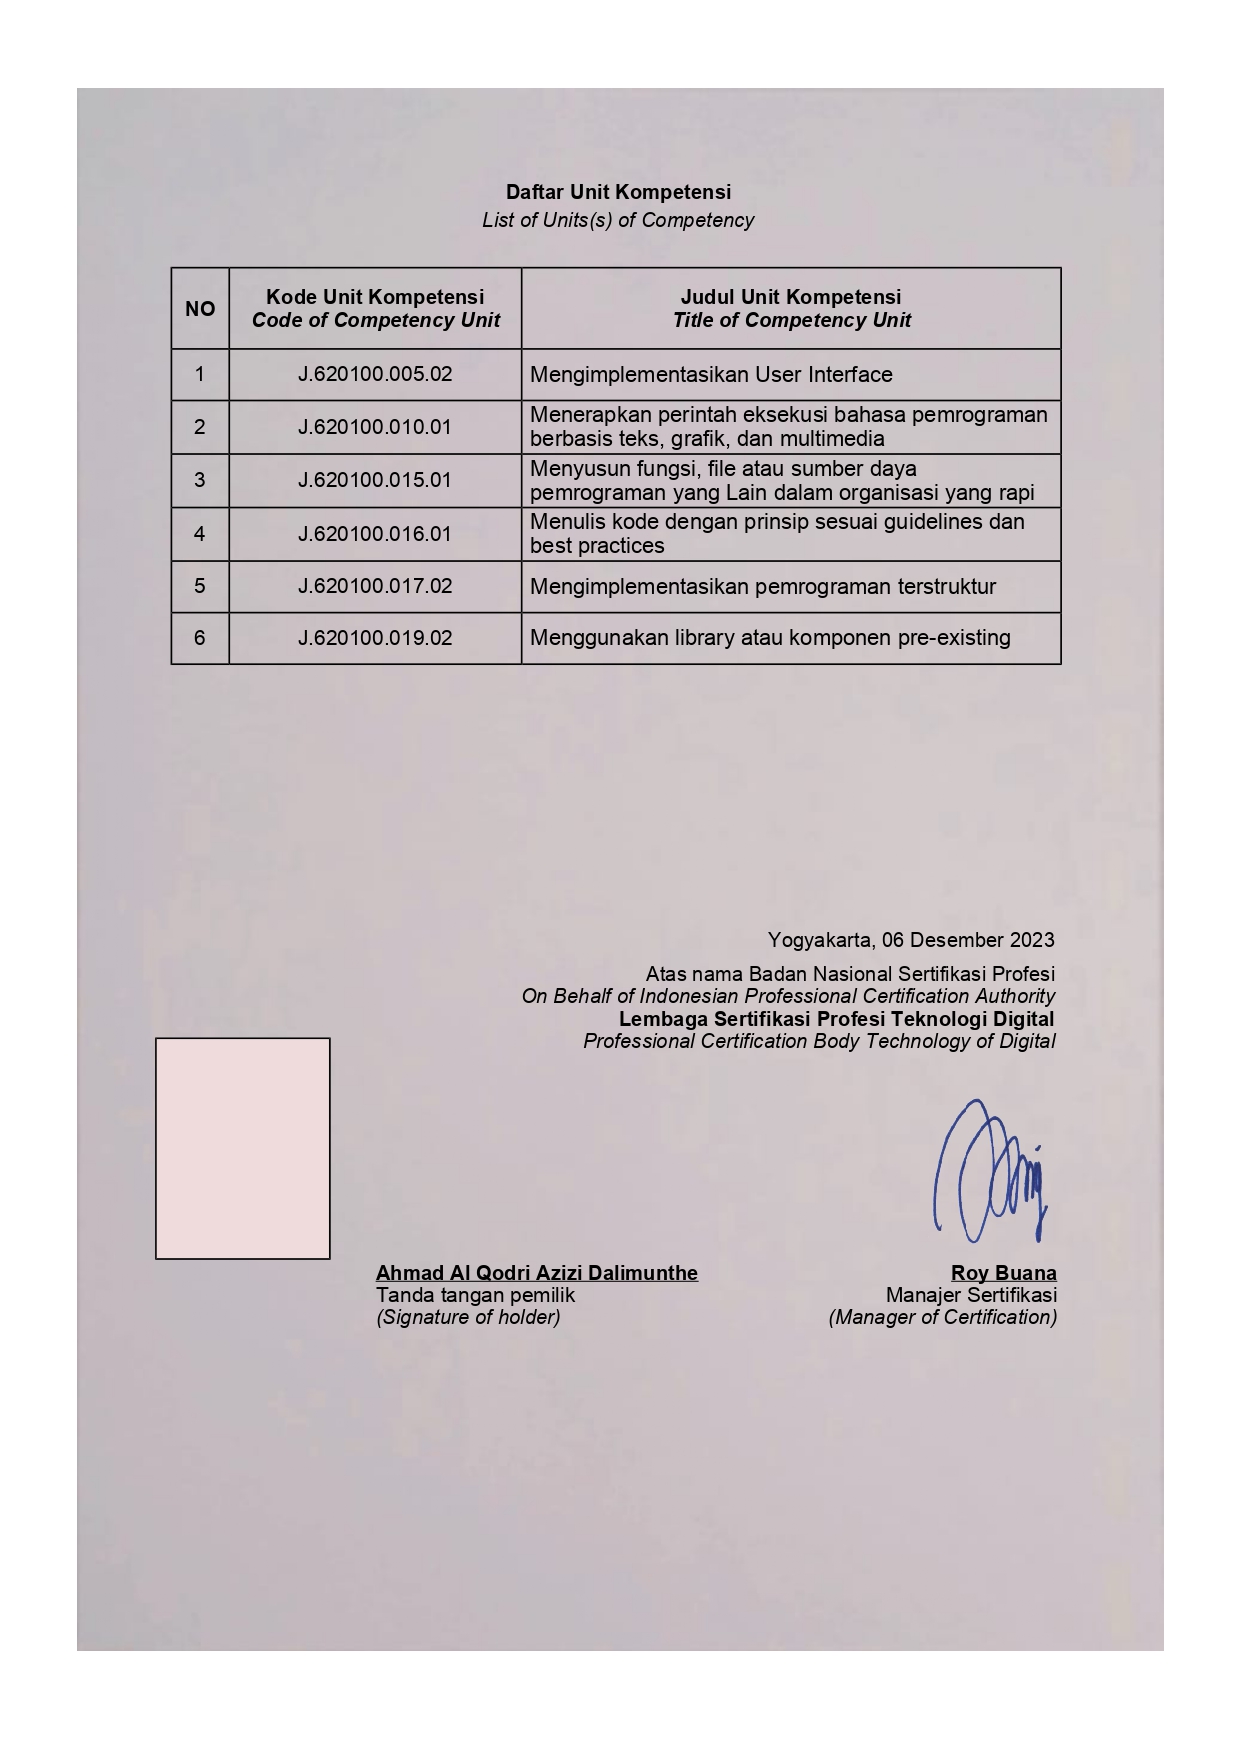 Daftar Unit Kompetensi
List of Units(s) of Competency
NO
Kode Unit Kompetensi
Code of Competency Unit
Judul Unit Kompetensi
Title of Competency Unit
1 J.620100.005.02 Mengimplementasikan User Interface
2 J.620100.010.01 Menerapkan perintah eksekusi bahasa pemrograman
berbasis teks, grafik, dan multimedia
3 J.620100.015.01 Menyusun fungsi, file atau sumber daya
pemrograman yang Lain dalam organisasi yang rapi
4 J.620100.016.01 Menulis kode dengan prinsip sesuai guidelines dan
best practices
5 J.620100.017.02 Mengimplementasikan pemrograman terstruktur
6 J.620100.019.02 Menggunakan library atau komponen pre-existing
Yogyakarta, 06 Desember 2023
Atas nama Badan Nasional Sertifikasi Profesi
On Behalf of Indonesian Professional Certification Authority
Lembaga Sertifikasi Profesi Teknologi Digital
Professional Certification Body Technology of Digital
Ahmad Al Qodri Azizi Dalimunthe
Tanda tangan pemilik
(Signature of holder)
Roy Buana
Manajer Sertifikasi
(Manager of Certification)